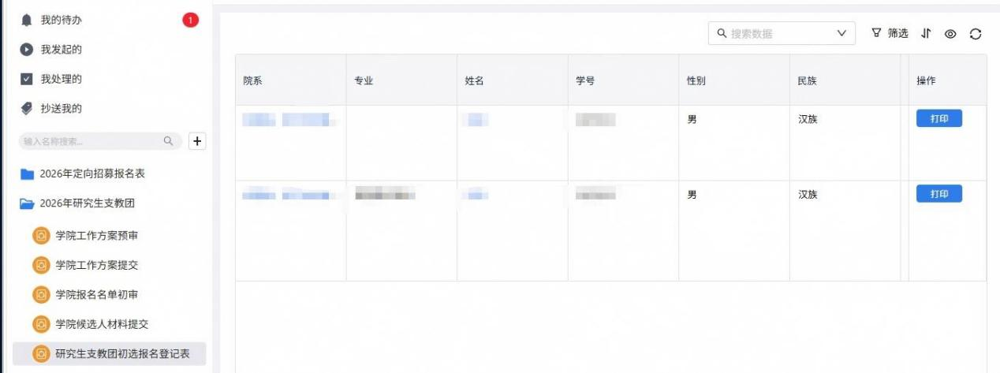 我的待办
1
我发起的
我处理的
抄送我的
输入名称搜索...
2026年定向招募报名表
2026年研究生支教团
学院工作方案预审
学院工作方案提交
学院报名名单初审
学院候选人材料提交
研究生支教团初选报名登记表
搜索数据
筛选
院系 专业 姓名 学号 性别 民族 操作
男 汉族 打印
男 汉族 打印